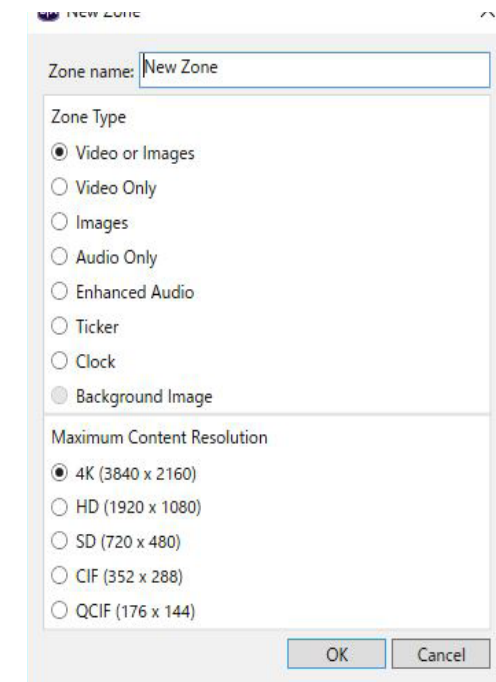 New Zone
Zone name: New Zone
Zone Type
Video or Images
Video Only
Images
Audio Only
Enhanced Audio
Ticker
Clock
Background Image
Maximum Content Resolution
4K (3840 x 2160)
HD (1920 x 1080)
SD (720 x 480)
CIF (352 x 288)
QCIF (176 x 144)
OK Cancel